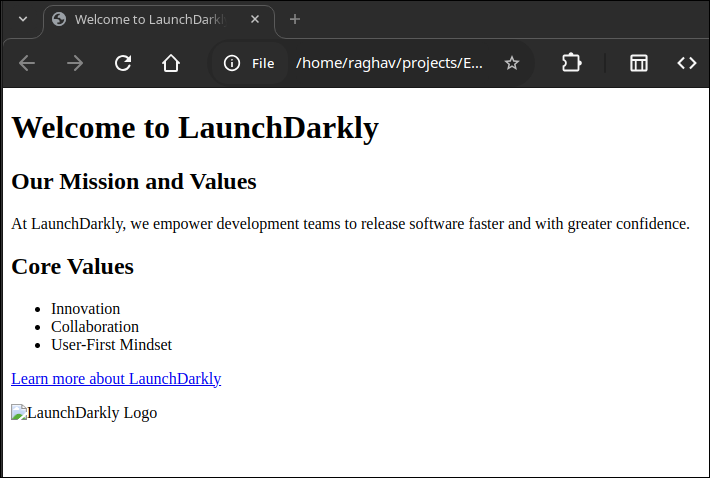 Welcome to LaunchDarkly
File /home/raghav/projects/E...
Welcome to LaunchDarkly
Our Mission and Values
At LaunchDarkly, we empower development teams to release software faster and with greater confidence.
Core Values
• Innovation
• Collaboration
• User-First Mindset
Learn more about LaunchDarkly
LaunchDarkly Logo